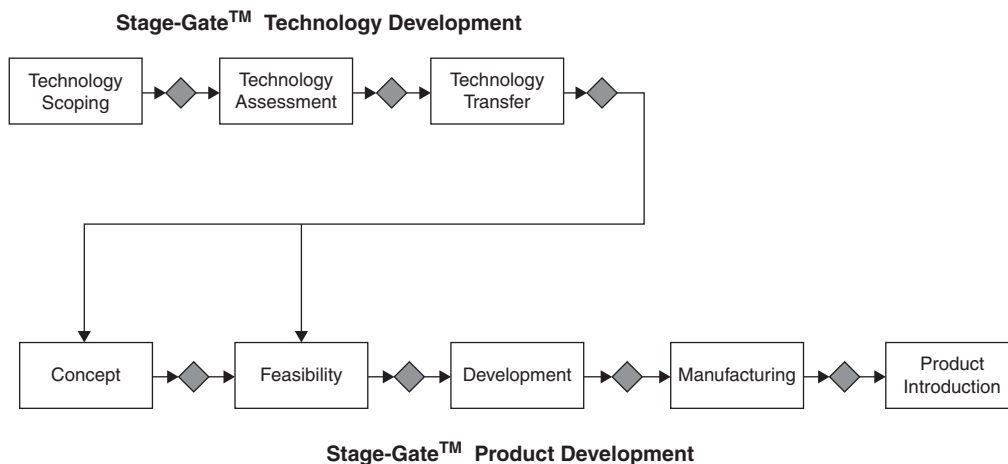 Stage-Gate™ Technology Development
Technology
Scoping
Technology
Assessment
Technology
Transfer
Concept
Feasibility
Development
Manufacturing
Product
Introduction
Stage-Gate™ Product Development